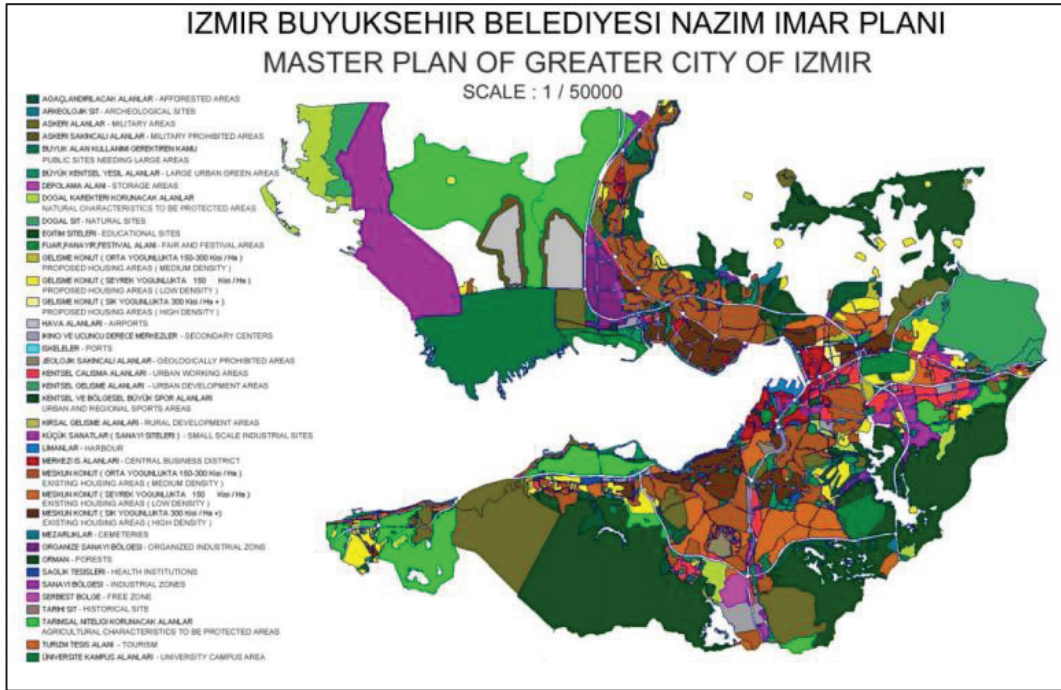 IZMIR BUYUKSEHIR BELEDIYESI NAZIM IMAR PLANI
MASTER PLAN OF GREATER CITY OF IZMIR
SCALE : 1 / 50000
AGAÇLANDIRILACAK ALANLAR - AFFORESTED AREAS
ARKEOLOJIK SIT - ARCHEOLOGICAL SITES
ASKERI ALANLAR - MILITARY AREAS
ASKERI SAKINCALI ALANLAR - MILITARY PROHIBITED AREAS
BUYUK ALAN KULLANIMI GEREKTIREN KAMU
PUBLIC SITES NEEDING LARGE AREAS
BÜYÜK KENTSEL YESIL ALANLAR - LARGE URBAN GREEN AREAS
DEPOLAMA ALANI - STORAGE AREAS
DOGAL KAREKTERI KORUNACAK ALANLAR
NATURAL CHARACTERISTICS TO BE PROTECTED AREAS
DOGAL SIT - NATURAL SITES
EGITIM SITELERI - EDUCATIONAL SITES
FUAR,PANAYIR,FESTIVAL ALANI - FAIR AND FESTIVAL AREAS
GELISME KONUT ( ORTA YOGUNLUKTA 150-300 Kisi / Ha )
PROPOSED HOUSING AREAS ( MEDIUM DENSITY )
GELISME KONUT ( SEYREK YOGUNLUKTA 150 Kisi / Ha )
PROPOSED HOUSING AREAS ( LOW DENSITY )
GELISME KONUT ( SIK YOGUNLUKTA 300 Kisi / Ha + )
PROPOSED HOUSING AREAS ( HIGH DENSITY )
HAVA ALANLARI - AIRPORTS
IKINCI VE UCUNCU DERECE MERKEZLER - SECONDARY CENTERS
ISKELELER - PORTS
JEOLOJIK SAKINCALI ALANLAR - GEOLOGICALLY PROHIBITED AREAS
KENTSEL CALISMA ALANLARI - URBAN WORKING AREAS
KENTSEL GELISME ALANLARI - URBAN DEVELOPMENT AREAS
KENTSEL VE BÖLGESEL BÜYÜK SPOR ALANLARI
URBAN AND REGIONAL SPORTS AREAS
KIRSAL GELISME ALANLARI - RURAL DEVELOPMENT AREAS
KÜÇÜK SANATLAR ( SANAYI SITELERI ) - SMALL SCALE INDUSTRIAL SITES
LIMANLAR - HARBOUR
MERKEZI IS ALANLARI - CENTRAL BUSINESS DISTRICT
MESKUN KONUT ( ORTA YOGUNLUKTA 150-300 Kisi / Ha )
EXISTING HOUSING AREAS ( MEDIUM DENSITY )
MESKUN KONUT ( SEYREK YOGUNLUKTA 150 Kisi / Ha )
EXISTING HOUSING AREAS ( LOW DENSITY )
MESKUN KONUT ( SIK YOGUNLUKTA 300 Kisi / Ha +)
EXISTING HOUSING AREAS ( HIGH DENSITY )
MEZARLIKLAR - CEMETERIES
ORGANIZE SANAYI BÖLGESI - ORGANIZED INDUSTRIAL ZONS
ORMAN - FORESTS
SAGLIK TESISLERI - HEALTH INSTITUTIONS
SANAYI BÖLGESI - INDUSTRIAL ZONES
SERBEST BOLGE - FREE ZONE
TARIHI SIT - HISTORICAL SITE
TARIMSAL NITELIGI KORUNACAK ALANLAR
AGRICULTURAL CHARACTERISTICS TO BE PROTECTED AREAS
TURIZM TESIS ALANI - TOURISM
ÜNIVERSITE KAMPUS ALANLARI - UNIVERSITY CAMPUS AREA